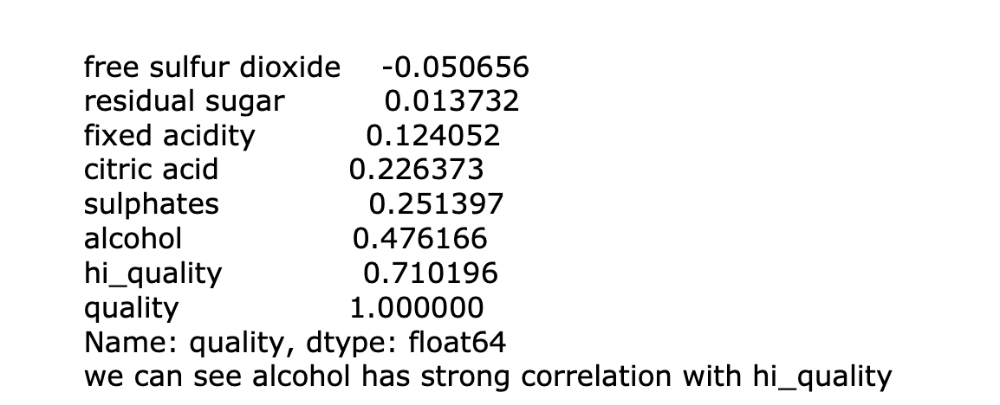 free sulfur dioxide -0.050656
residual sugar 0.013732
fixed acidity 0.124052
citric acid 0.226373
sulphates 0.251397
alcohol 0.476166
hi_quality 0.710196
quality 1.000000
Name: quality, dtype: float64
we can see alcohol has strong correlation with hi_quality